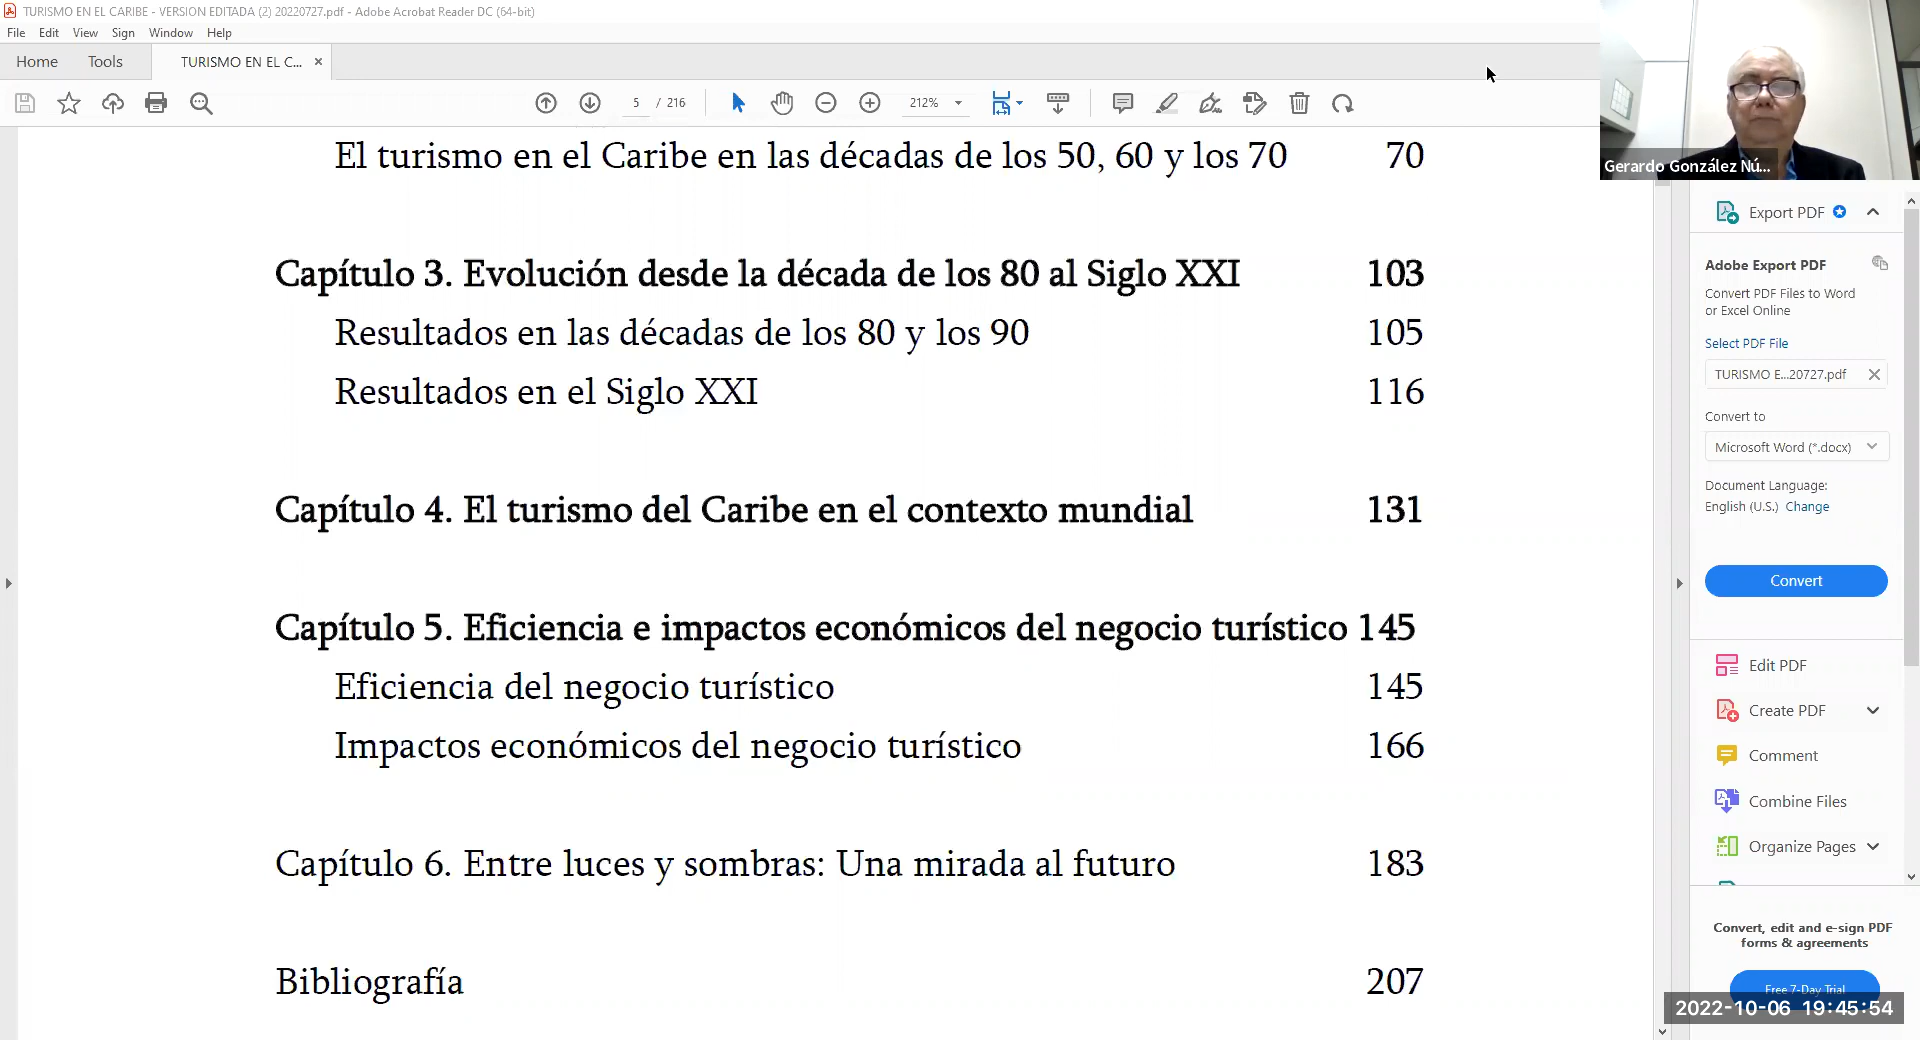 TURISMO EN EL CARIBE - VERSION EDITADA (2) 20220727.pdf - Adobe Acrobat Reader DC (64-bit)
File Edit View Sign Window Help
Home Tools TURISMO EN EL C... ×
5 / 216 212%
Gerardo González Nú...
El turismo en el Caribe en las décadas de los 50, 60 y los 70 70
Capítulo 3. Evolución desde la década de los 80 al Siglo XXI 103
Resultados en las décadas de los 80 y los 90 105
Resultados en el Siglo XXI 116
Capítulo 4. El turismo del Caribe en el contexto mundial 131
Capítulo 5. Eficiencia e impactos económicos del negocio turístico 145
Eficiencia del negocio turístico 145
Impactos económicos del negocio turístico 166
Capítulo 6. Entre luces y sombras: Una mirada al futuro 183
Bibliografía 207
Export PDF
Adobe Export PDF
Convert PDF Files to Word
or Excel Online
Select PDF File
TURISMO E...20727.pdf
Convert to
Microsoft Word (*.docx)
Document Language:
English (U.S.) Change
Convert
Edit PDF
Create PDF
Comment
Combine Files
Organize Pages
Convert, edit and e-sign PDF
forms & agreements
Free 7-Day Trial
2022-10-06 19:45:54